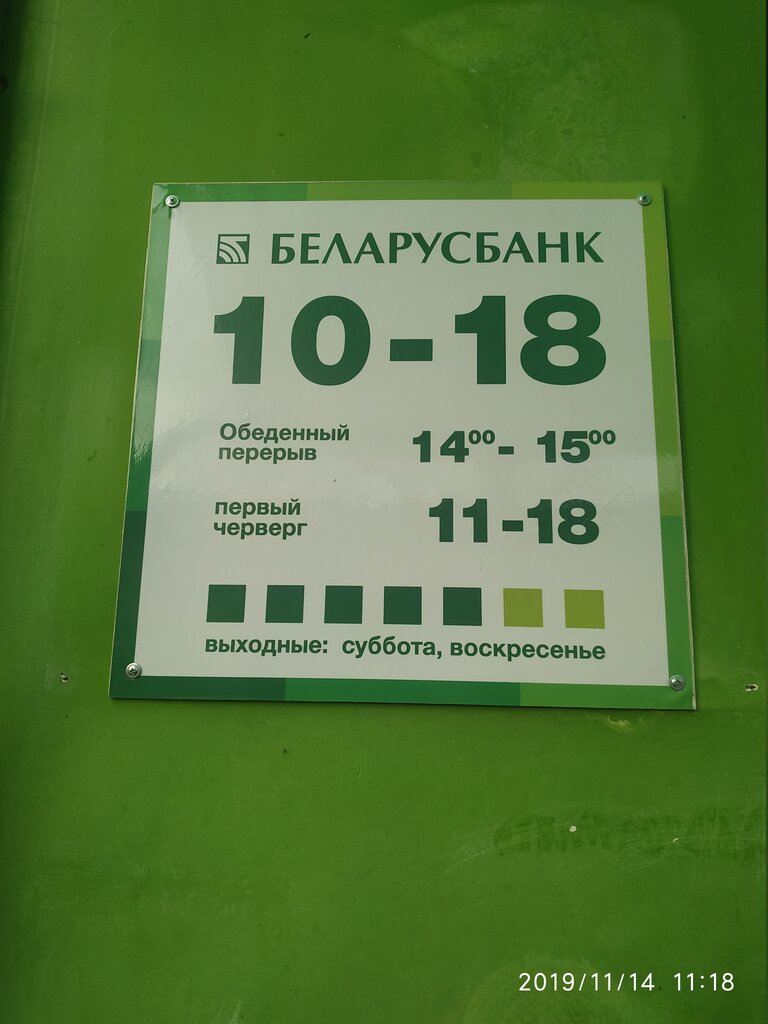 БЕЛАРУСБАНК
10-18
Обеденный
перерыв
14⁰⁰- 15⁰⁰
первый
черверг
11-18
выходные: суббота, воскресенье
2019/11/14 11:18